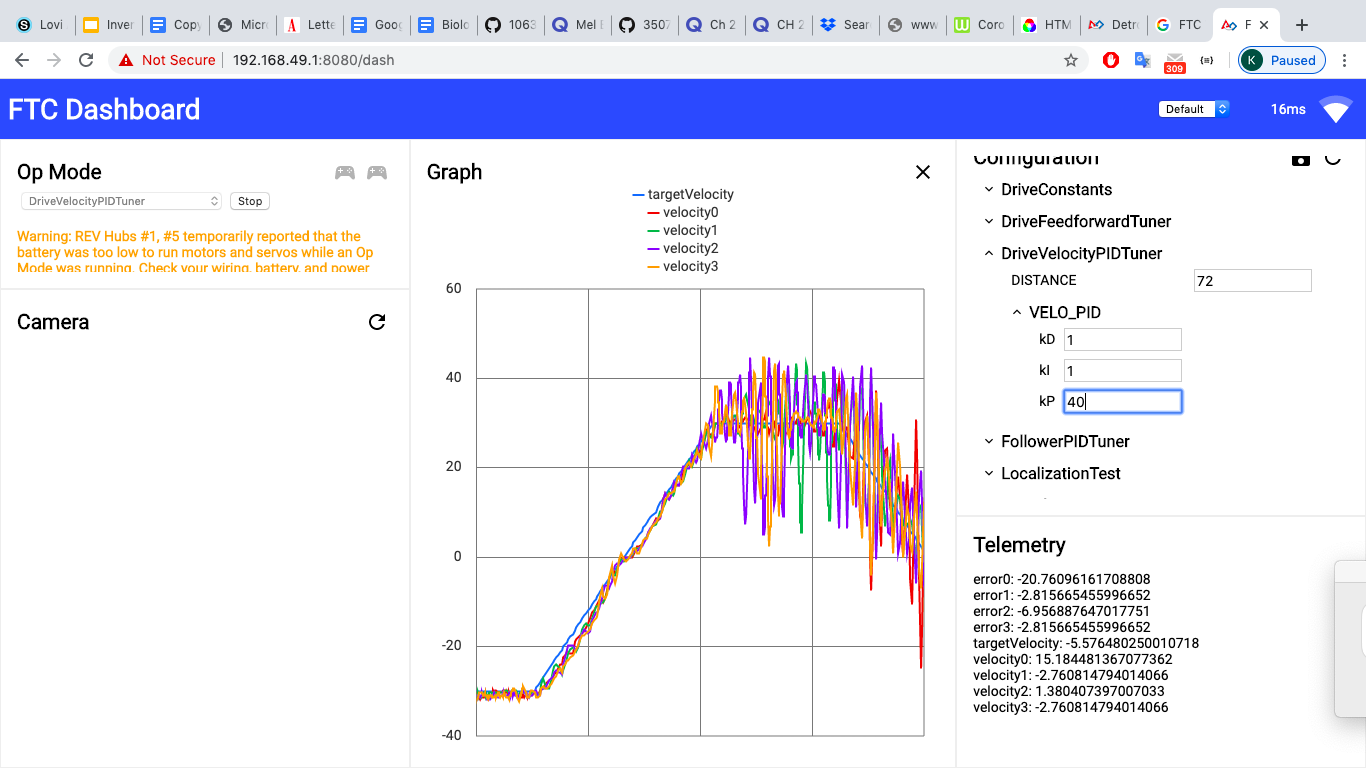 Lovi
Inver
Copy
Micro
Lette
Goog
Biolo
1063
Mel E
3507
Ch 2
CH 2
Sear
www
Coro
HTM
Detro
FTC
F
Not Secure
192.168.49.1:8080/dash
309
K
Paused
FTC Dashboard
Default
16ms
Op Mode
DriveVelocityPIDTuner
Stop
Warning: REV Hubs #1, #5 temporarily reported that the
battery was too low to run motors and servos while an Op
Mode was running. Check your wiring, battery, and power
Camera
Graph
targetVelocity
velocity0
velocity1
velocity2
velocity3
60
40
20
0
-20
-40
Configuration
DriveConstants
DriveFeedforwardTuner
DriveVelocityPIDTuner
DISTANCE 72
VELO_PID
kD 1
kI 1
kP 40
FollowerPIDTuner
LocalizationTest
Telemetry
error0: -20.76096161708808
error1: -2.815665455996652
error2: -6.956887647017751
error3: -2.815665455996652
targetVelocity: -5.576480250010718
velocity0: 15.184481367077362
velocity1: -2.760814794014066
velocity2: 1.380407397007033
velocity3: -2.760814794014066